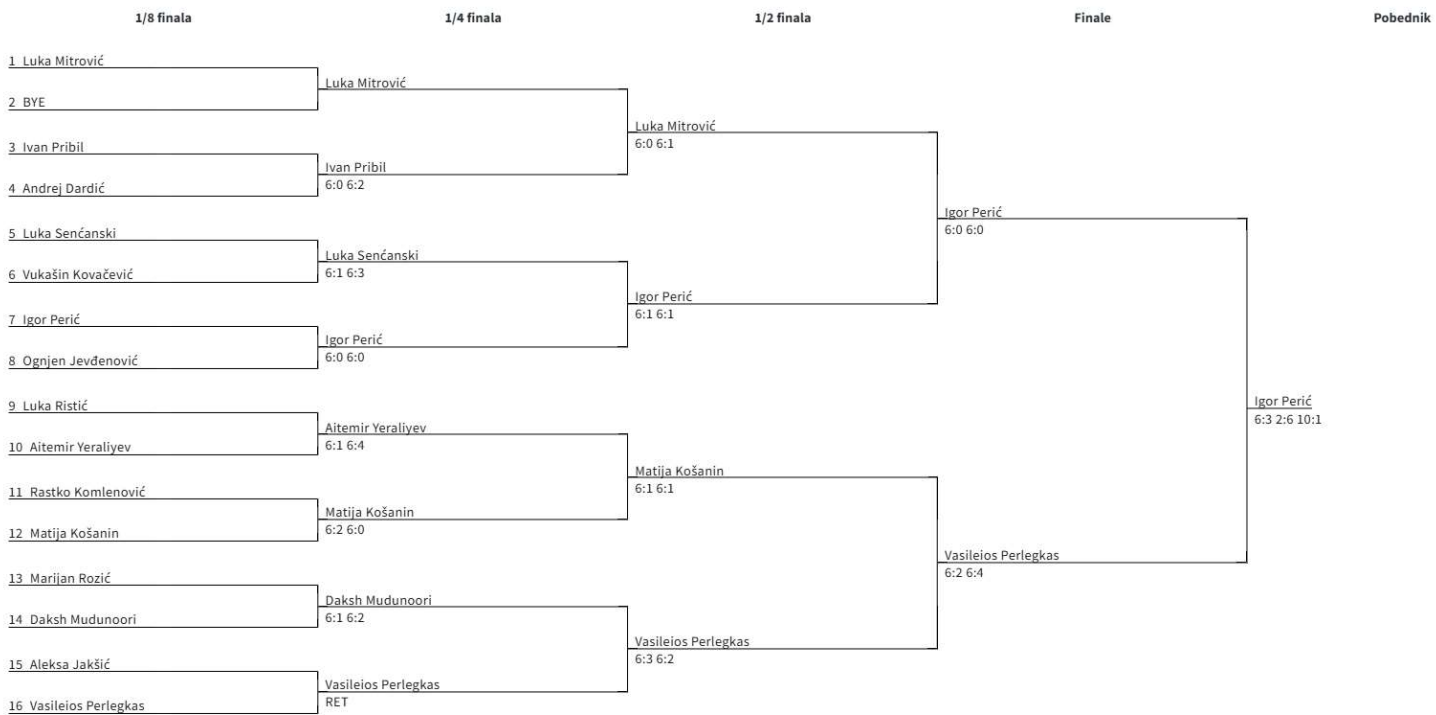 1/8 finala
1/4 finala
1/2 finala
Finale
Pobednik
1 Luka Mitrović
2 BYE
3 Ivan Pribil
4 Andrej Dardić
5 Luka Senćanski
6 Vukašin Kovačević
7 Igor Perić
8 Ognjen Jevđenović
9 Luka Ristić
10 Aitemir Yeraliyev
11 Rastko Komlenović
12 Matija Košanin
13 Marijan Rozić
14 Daksh Mudunoori
15 Aleksa Jakšić
16 Vasileios Perlegkas
Luka Mitrović
Ivan Pribil
6:0 6:2
Luka Senćanski
6:1 6:3
Igor Perić
6:0 6:0
Aitemir Yeraliyev
6:1 6:4
Matija Košanin
6:2 6:0
Daksh Mudunoori
6:1 6:2
Vasileios Perlegkas
RET
Luka Mitrović
6:0 6:1
Igor Perić
6:1 6:1
Matija Košanin
6:1 6:1
Vasileios Perlegkas
6:3 6:2
Igor Perić
6:0 6:0
Vasileios Perlegkas
6:2 6:4
Igor Perić
6:3 2:6 10:1